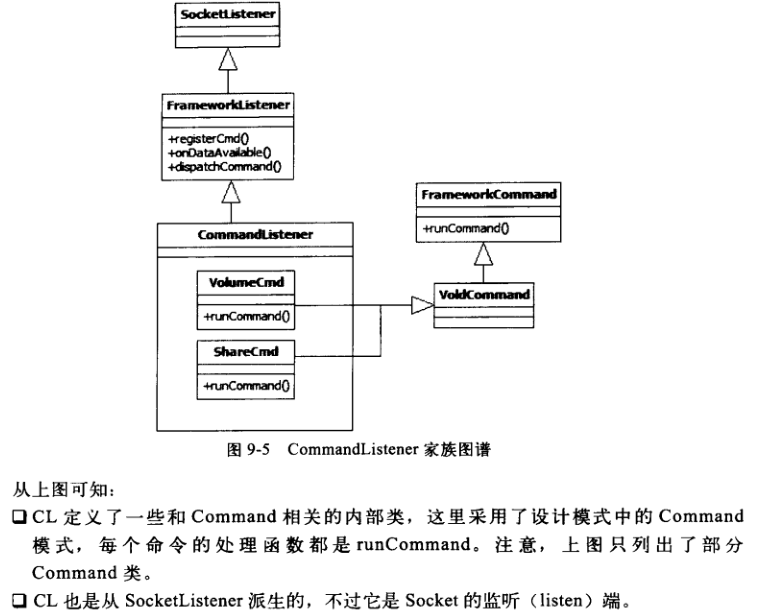 SocketListener
FrameworkListener
+registerCmd()
+onDataAvailable()
+dispatchCommand()
FrameworkCommand
+runCommand()
CommandListener
VolumeCmd
+runCommand()
VoldCommand
ShareCmd
+runCommand()
图 9-5 CommandListener 家族图谱
从上图可知：
❑ CL 定义了一些和 Command 相关的内部类，这里采用了设计模式中的 Command
模式，每个命令的处理函数都是 runCommand。注意，上图只列出了部分
Command 类。
❑ CL 也是从 SocketListener 派生的，不过它是 Socket 的监听（listen）端。